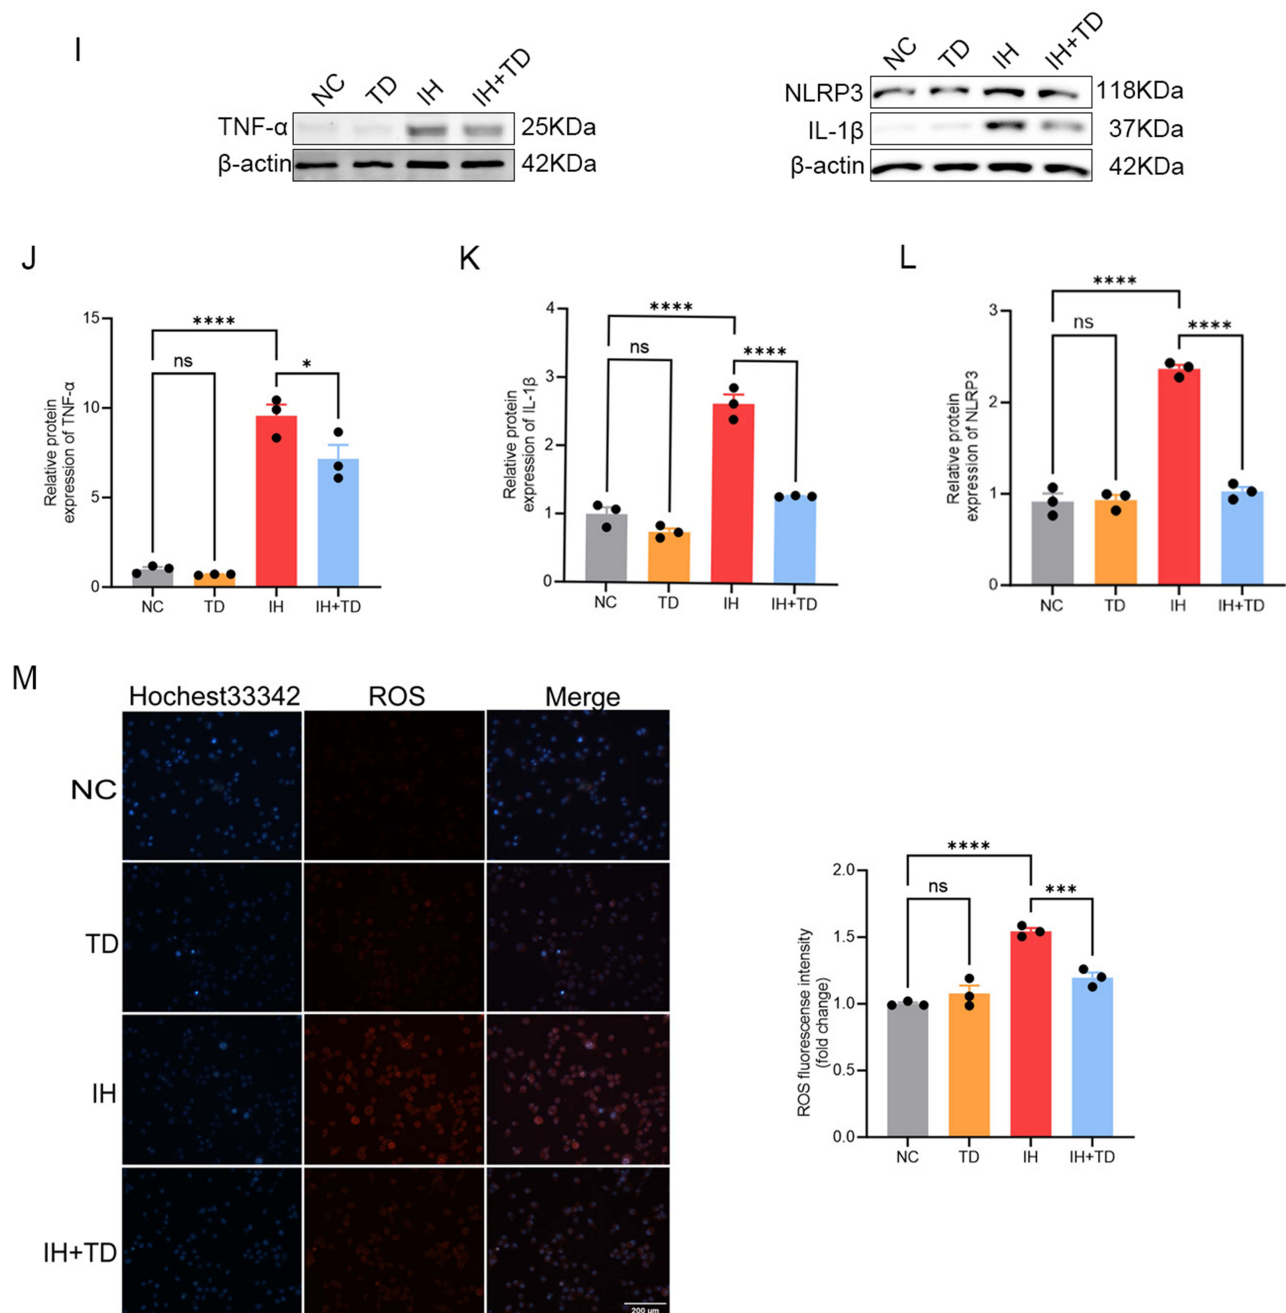 I
NC TD IH IH+TD
TNF-α 25KDa
β-actin 42KDa
NC TD IH IH+TD
NLRP3 118KDa
IL-1β 37KDa
β-actin 42KDa
J
Relative protein
expression of TNF-α
15
10
5
0
****
ns
*
NC TD IH IH+TD
K
Relative protein
expression of IL-1β
4
3
2
1
0
****
ns
****
NC TD IH IH+TD
L
Relative protein
expression of NLRP3
3
2
1
0
****
ns
****
NC TD IH IH+TD
M
Hochest33342 ROS Merge
NC
TD
IH
IH+TD
200 um
ROS fluorescense intensity
(fold change)
2.0
1.5
1.0
0.5
0.0
****
ns
***
NC TD IH IH+TD